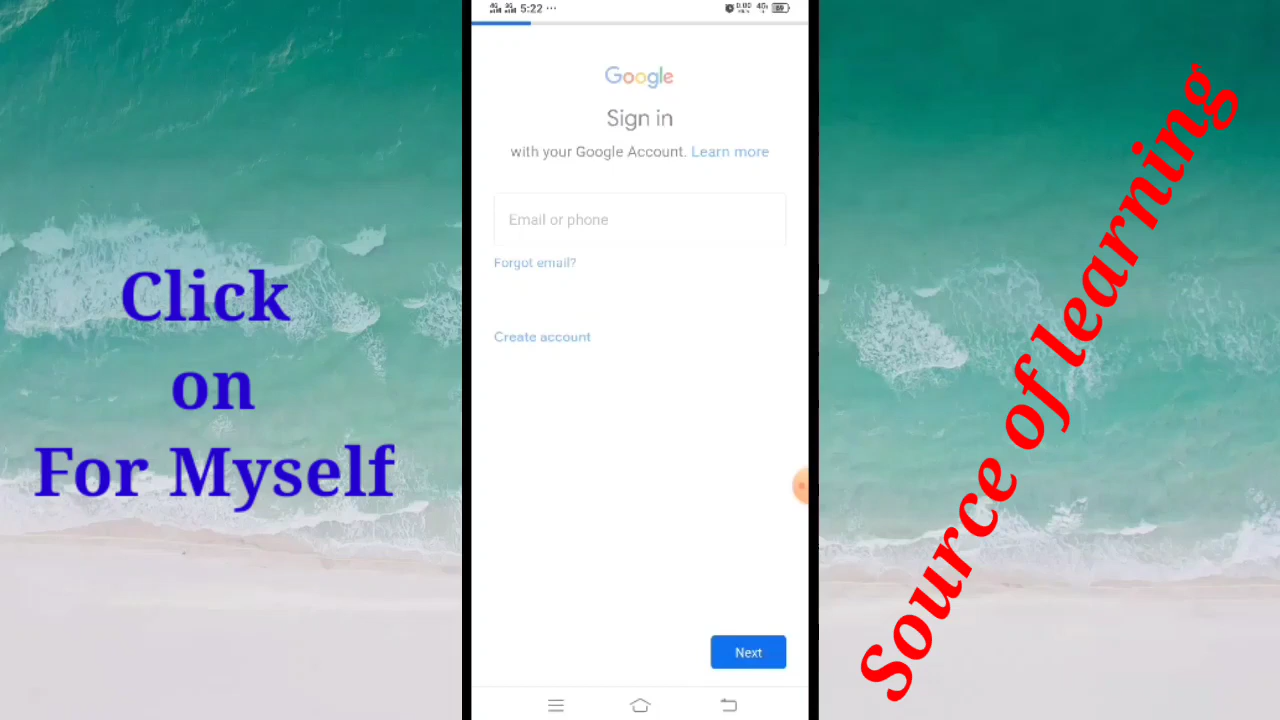 Click
on
For Myself
5:22 ...
Google
Sign in
with your Google Account. Learn more
Email or phone
Forgot email?
Create account
Next
Source of learning